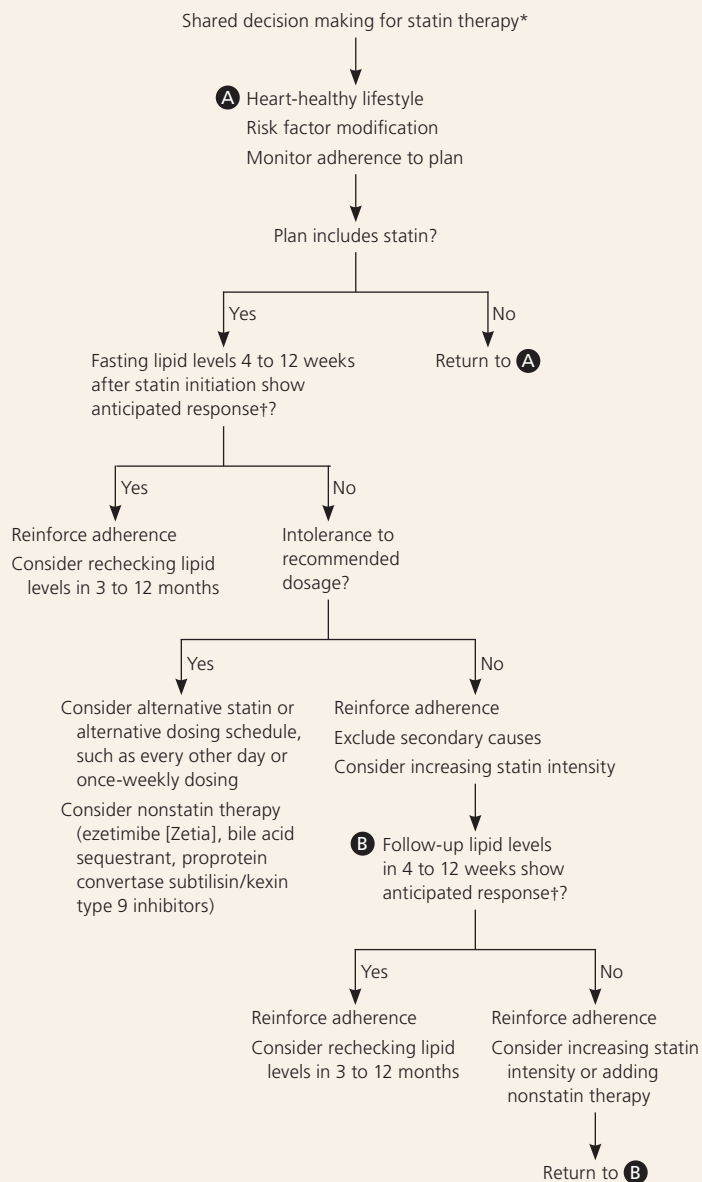 Shared decision making for statin therapy*
A Heart-healthy lifestyle
Risk factor modification
Monitor adherence to plan
Plan includes statin?
Yes
No
Fasting lipid levels 4 to 12 weeks
after statin initiation show
anticipated response†?
Return to A
Yes
No
Reinforce adherence
Consider rechecking lipid
levels in 3 to 12 months
Intolerance to
recommended
dosage?
Yes
No
Consider alternative statin or
alternative dosing schedule,
such as every other day or
once-weekly dosing
Consider nonstatin therapy
(ezetimibe [Zetia], bile acid
sequestrant, proprotein
convertase subtilisin/kexin
type 9 inhibitors)
Reinforce adherence
Exclude secondary causes
Consider increasing statin intensity
B Follow-up lipid levels
in 4 to 12 weeks show
anticipated response†?
Yes
No
Reinforce adherence
Consider rechecking lipid
levels in 3 to 12 months
Reinforce adherence
Consider increasing statin
intensity or adding
nonstatin therapy
Return to B